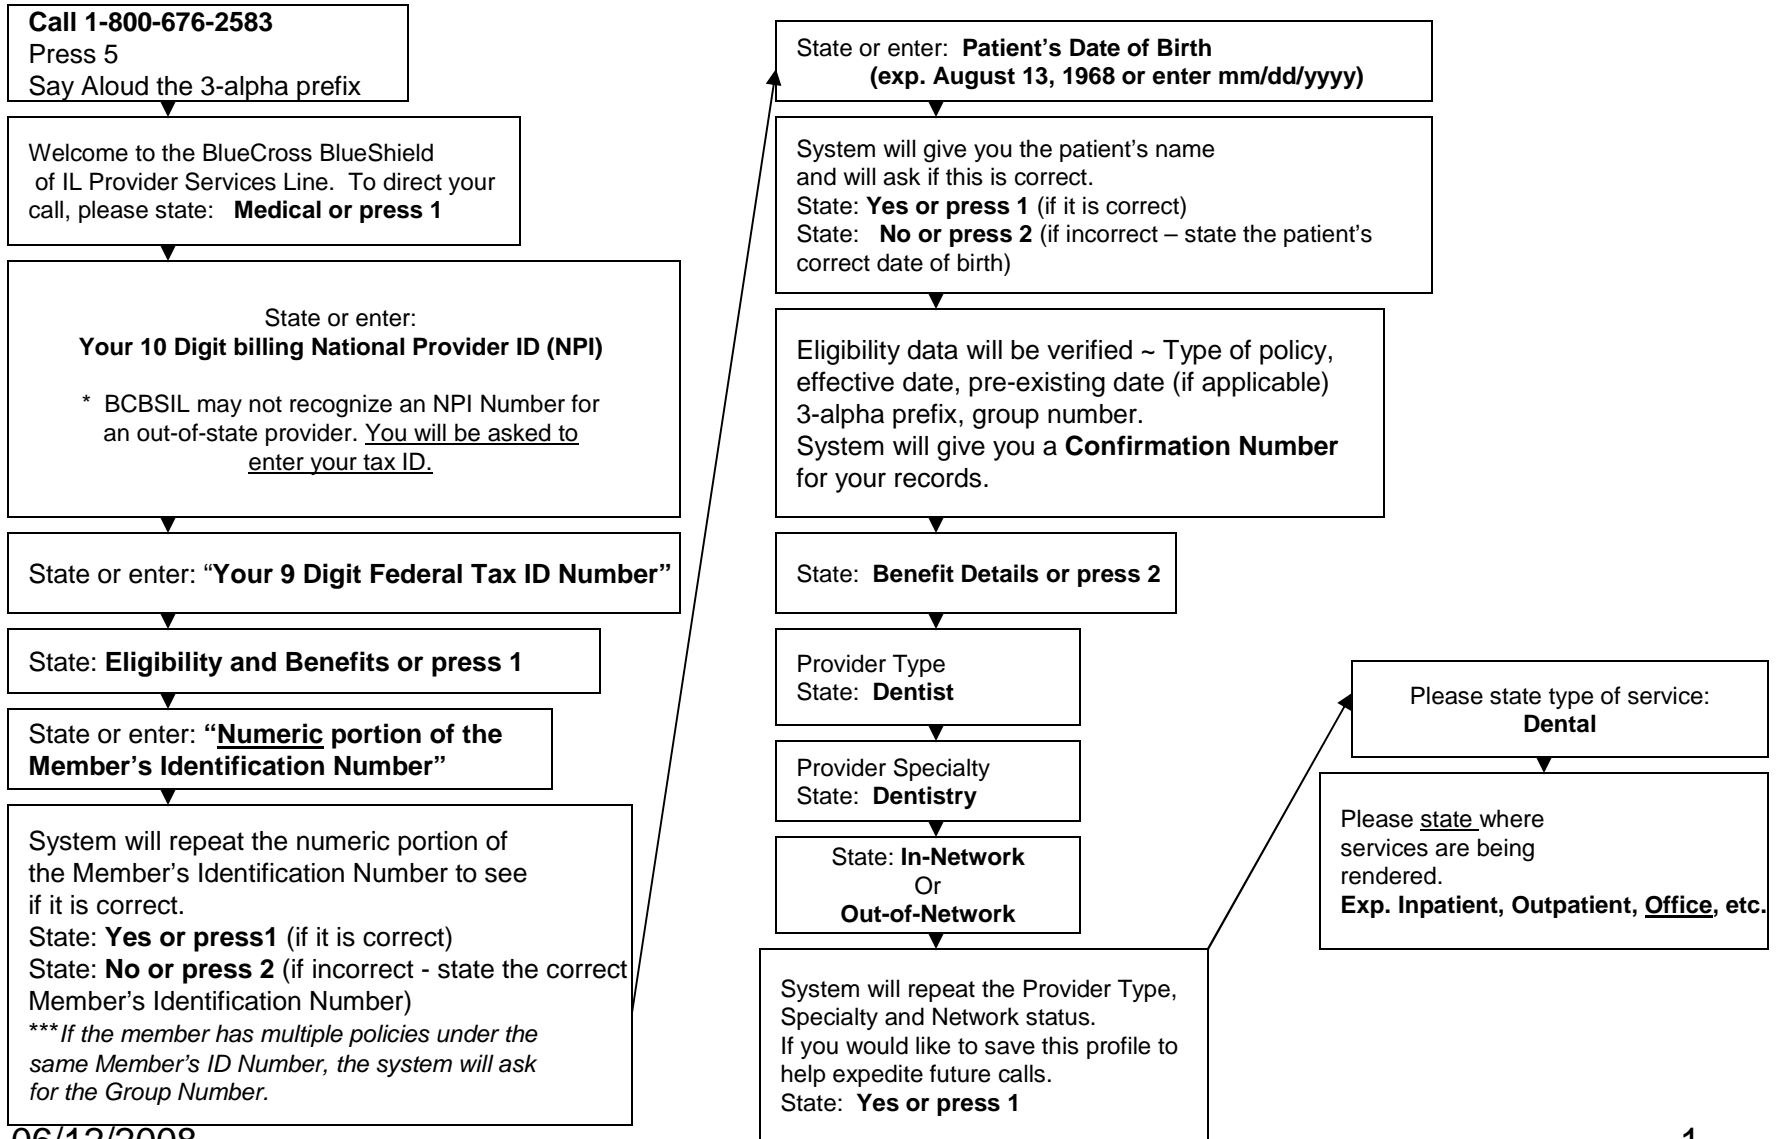 Call 1-800-676-2583
Press 5
Say Aloud the 3-alpha prefix
Welcome to the BlueCross BlueShield
of IL Provider Services Line. To direct your
call, please state: Medical or press 1
State or enter:
Your 10 Digit billing National Provider ID (NPI)
* BCBSIL may not recognize an NPI Number for
an out-of-state provider. You will be asked to
enter your tax ID.
State or enter: “Your 9 Digit Federal Tax ID Number”
State: Eligibility and Benefits or press 1
State or enter: “Numeric portion of the
Member’s Identification Number”
System will repeat the numeric portion of
the Member’s Identification Number to see
if it is correct.
State: Yes or press1 (if it is correct)
State: No or press 2 (if incorrect - state the correct
Member’s Identification Number)
***If the member has multiple policies under the
same Member’s ID Number, the system will ask
for the Group Number.
State or enter: Patient’s Date of Birth
(exp. August 13, 1968 or enter mm/dd/yyyy)
System will give you the patient’s name
and will ask if this is correct.
State: Yes or press 1 (if it is correct)
State: No or press 2 (if incorrect – state the patient’s
correct date of birth)
Eligibility data will be verified ~ Type of policy,
effective date, pre-existing date (if applicable)
3-alpha prefix, group number.
System will give you a Confirmation Number
for your records.
State: Benefit Details or press 2
Provider Type
State: Dentist
Provider Specialty
State: Dentistry
State: In-Network
Or
Out-of-Network
System will repeat the Provider Type,
Specialty and Network status.
If you would like to save this profile to
help expedite future calls.
State: Yes or press 1
Please state type of service:
Dental
Please state where
services are being
rendered.
Exp. Inpatient, Outpatient, Office, etc.
06/12/2008
1